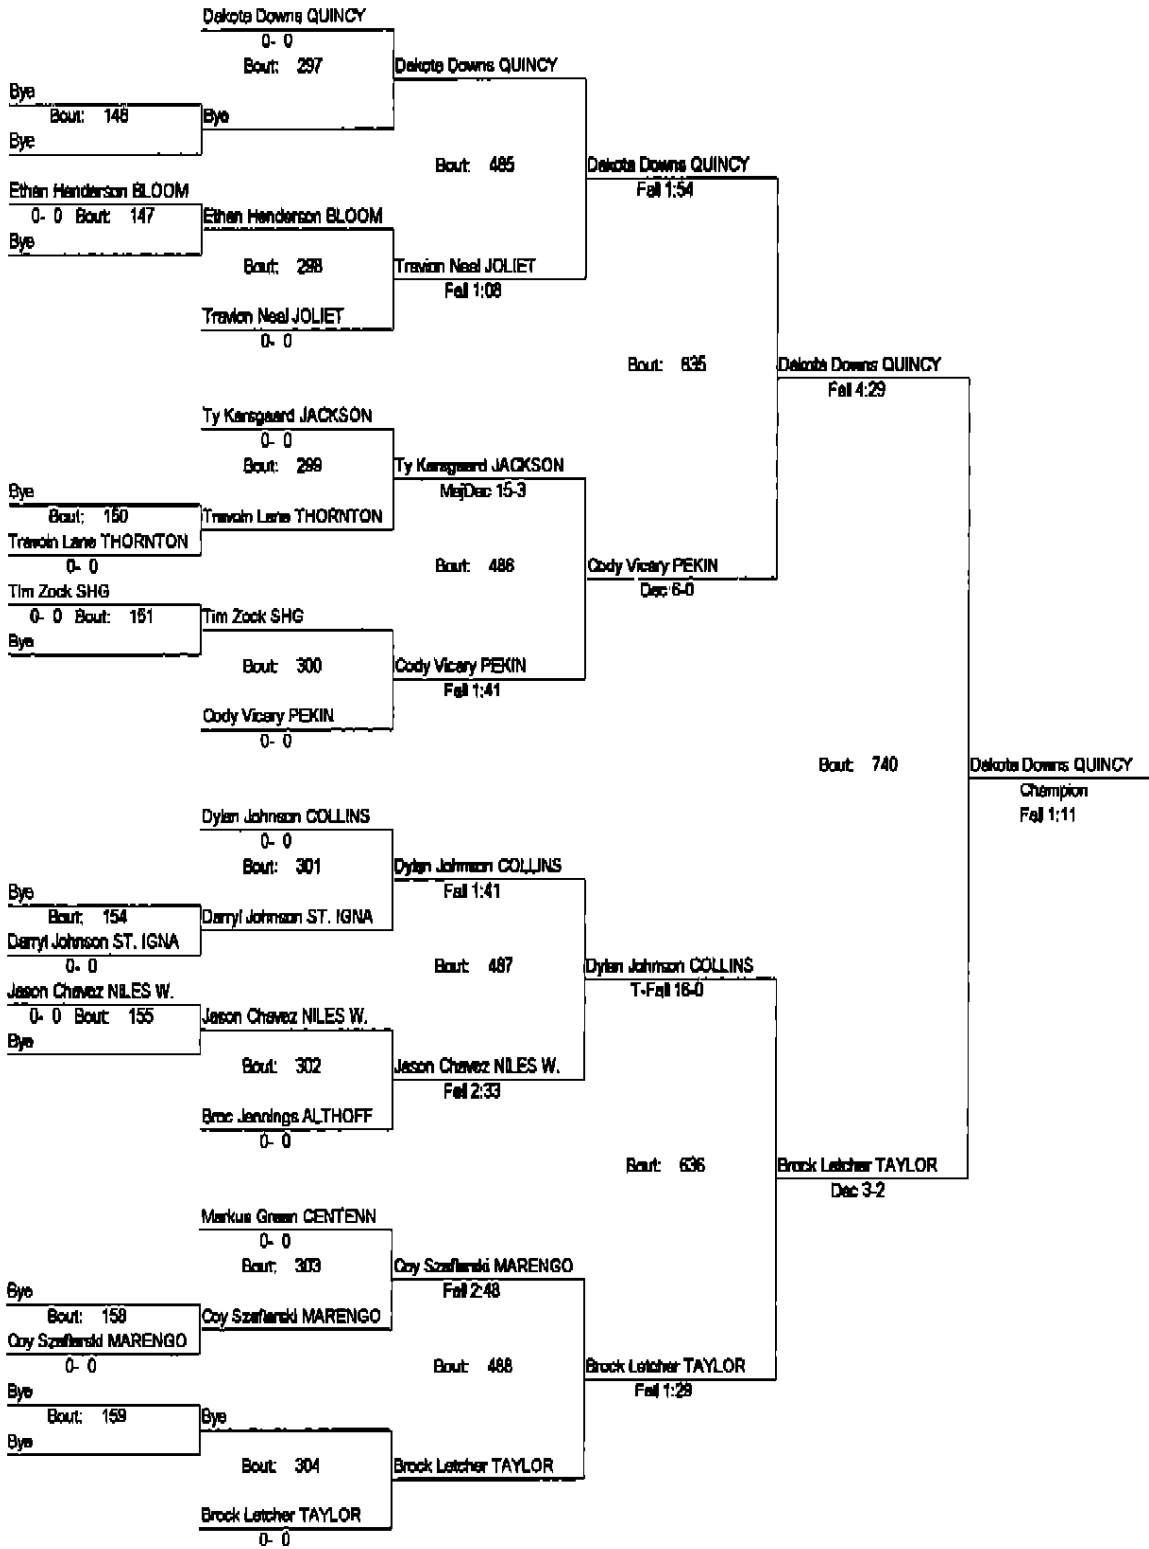 Dakota Downs QUINCY
0- 0
Bout: 297
Dakota Downs QUINCY
Bye
Bout: 148
Bye
Bye
Bout: 485
Dakota Downs QUINCY
Fall 1:54
Ethan Henderson BLOOM
0- 0 Bout: 147
Ethan Henderson BLOOM
Bye
Bout: 298
Travion Neal JOLIET
Fall 1:08
Travion Neal JOLIET
0- 0
Bout: 635
Dakota Downs QUINCY
Fall 4:29
Ty Karsgaard JACKSON
0- 0
Bout: 299
Ty Karsgaard JACKSON
MajDec 15-3
Bye
Bout: 150
Travoin Lane THORNTON
Travoin Lane THORNTON
0- 0
Bout: 486
Cody Vicary PEKIN
Dec 6-0
Tim Zock SHG
0- 0 Bout: 151
Tim Zock SHG
Bye
Bout: 300
Cody Vicary PEKIN
Fall 1:41
Cody Vicary PEKIN
0- 0
Bout: 740
Dakota Downs QUINCY
Champion
Fall 1:11
Dylan Johnson COLLINS
0- 0
Bout: 301
Dylan Johnson COLLINS
Fall 1:41
Bye
Bout: 154
Darryl Johnson ST. IGNA
Darryl Johnson ST. IGNA
0- 0
Bout: 487
Dylan Johnson COLLINS
T-Fall 16-0
Jason Chavez NILES W.
0- 0 Bout: 155
Jason Chavez NILES W.
Bye
Bout: 302
Jason Chavez NILES W.
Fall 2:33
Brac Jennings ALTHOFF
0- 0
Bout: 636
Brock Letcher TAYLOR
Dec 3-2
Markus Green CENTENN
0- 0
Bout: 303
Coy Szaflarski MARENGO
Fall 2:48
Bye
Bout: 158
Coy Szaflarski MARENGO
Coy Szaflarski MARENGO
0- 0
Bout: 488
Brock Letcher TAYLOR
Fall 1:29
Bye
Bout: 159
Bye
Bye
Bout: 304
Brock Letcher TAYLOR
Brock Letcher TAYLOR
0- 0